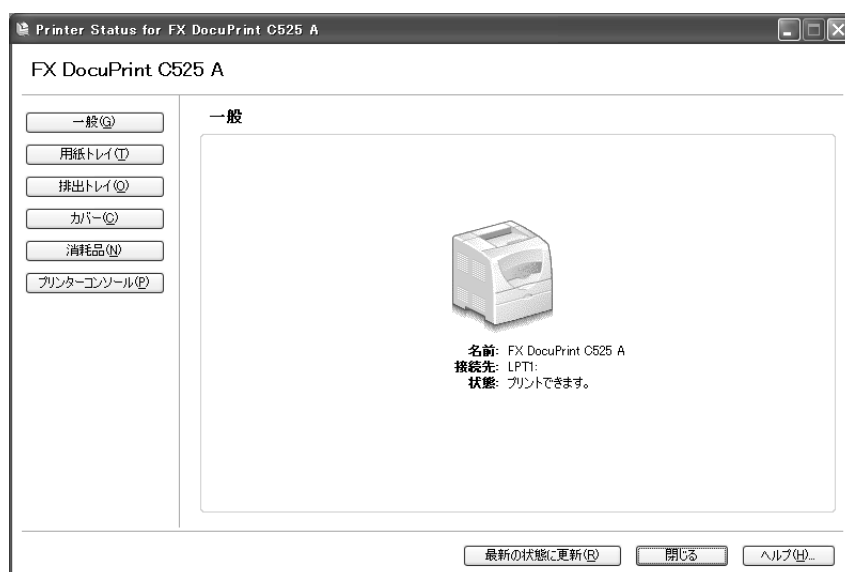 Printer Status for FX DocuPrint C525 A
FX DocuPrint C525 A
一般(G)
用紙トレイ(T)
排出トレイ(O)
カバー(C)
消耗品(N)
プリンターコンソール(P)
一般
名前: FX DocuPrint C525 A
接続先: LPT1:
状態: プリントできます。
最新の状態に更新(R)
閉じる
ヘルプ(H)...